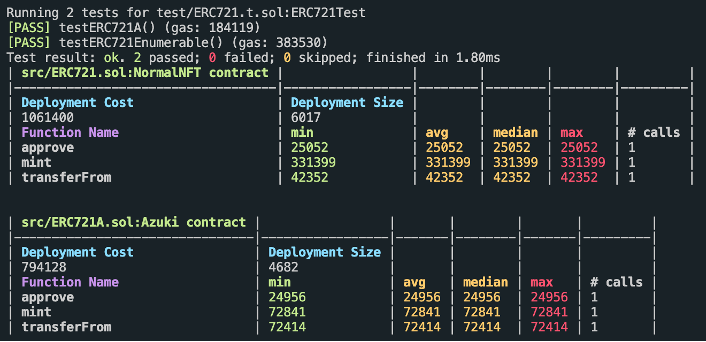 Running 2 tests for test/ERC721.t.sol:ERC721Test
[PASS] testERC721A() (gas: 184119)
[PASS] testERC721Enumerable() (gas: 383530)
Test result: ok. 2 passed; 0 failed; 0 skipped; finished in 1.80ms
| src/ERC721.sol:NormalNFT contract | | | | | |
|-----------------------------------|-----------------|--------|--------|--------|---------|
| Deployment Cost | Deployment Size | | | | |
| 1061400 | 6017 | | | | |
| Function Name | min | avg | median | max | # calls |
| approve | 25052 | 25052 | 25052 | 25052 | 1 |
| mint | 331399 | 331399 | 331399 | 331399 | 1 |
| transferFrom | 42352 | 42352 | 42352 | 42352 | 1 |
| src/ERC721A.sol:Azuki contract | | | | | |
|--------------------------------|-----------------|-------|--------|-------|---------|
| Deployment Cost | Deployment Size | | | | |
| 794128 | 4682 | | | | |
| Function Name | min | avg | median | max | # calls |
| approve | 24956 | 24956 | 24956 | 24956 | 1 |
| mint | 72841 | 72841 | 72841 | 72841 | 1 |
| transferFrom | 72414 | 72414 | 72414 | 72414 | 1 |